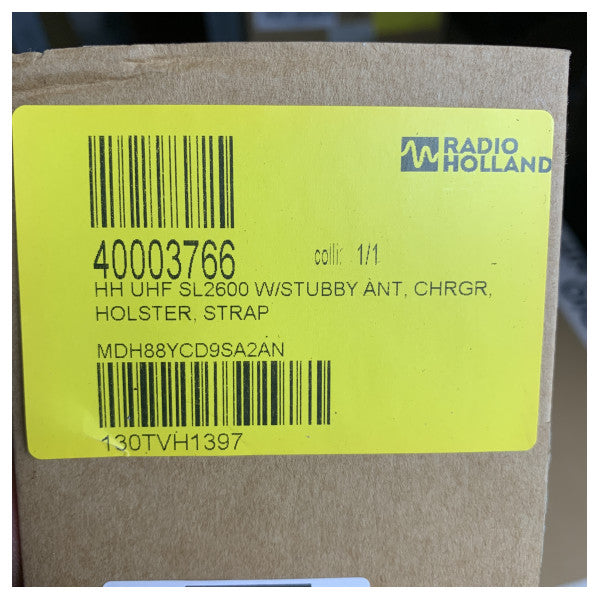 RADIO
HOLLAND
40003766 colli: 1/1
HH UHF SL2600 W/STUBBY ANT, CHRGR,
HOLSTER, STRAP
MDH88YCD9SA2AN
130TVH1397